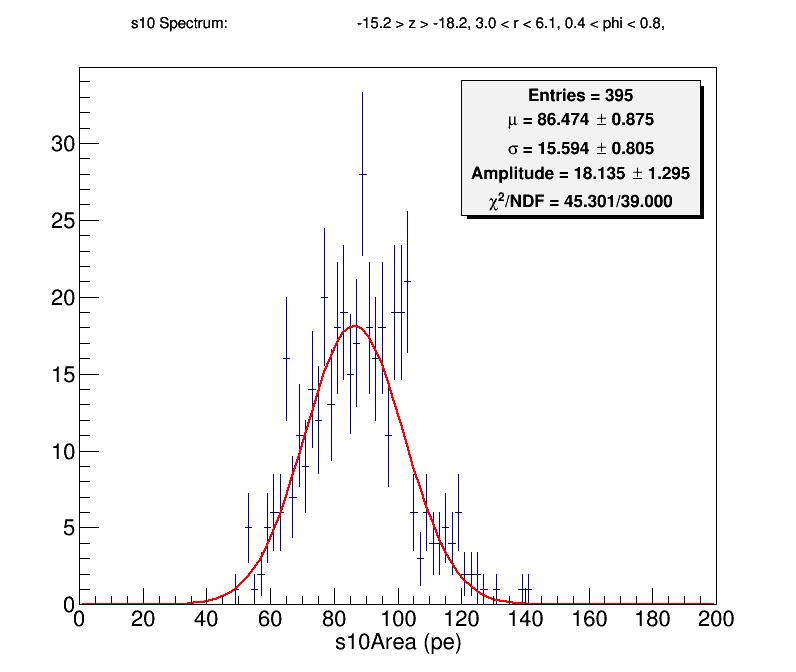 s10 Spectrum: -15.2 > z > -18.2, 3.0 < r < 6.1, 0.4 < phi < 0.8,
Entries = 395
μ = 86.474 ± 0.875
σ = 15.594 ± 0.805
Amplitude = 18.135 ± 1.295
χ²/NDF = 45.301/39.000
30
25
20
15
10
5
0
0 20 40 60 80 100 120 140 160 180 200
s10Area (pe)